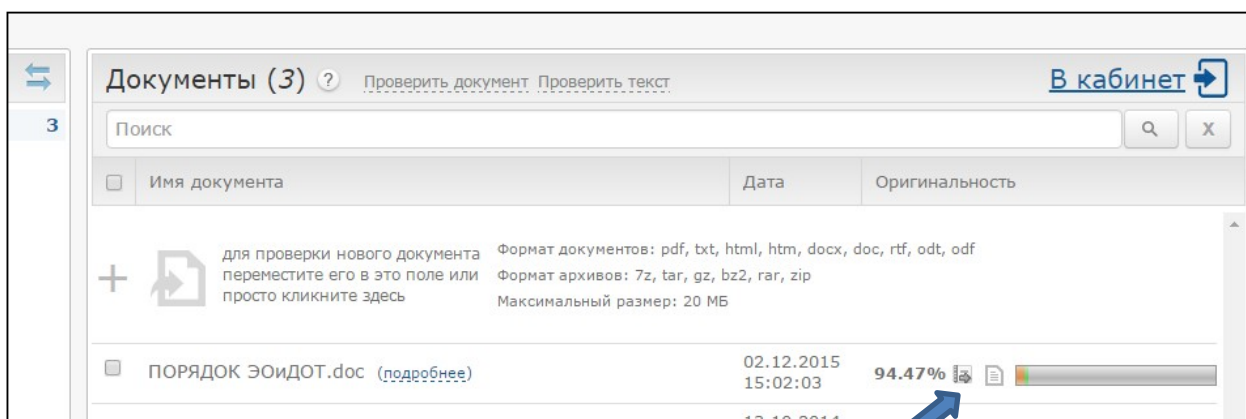 Документы (3) ? Проверить документ Проверить текст В кабинет
3
Поиск X
Имя документа Дата Оригинальность
для проверки нового документа
переместите его в это поле или
просто кликните здесь
Формат документов: pdf, txt, html, htm, docx, doc, rtf, odt, odf
Формат архивов: 7z, tar, gz, bz2, rar, zip
Максимальный размер: 20 МБ
ПОРЯДОК ЭОиДОТ.doc (подробнее)
02.12.2015
15:02:03
94.47%